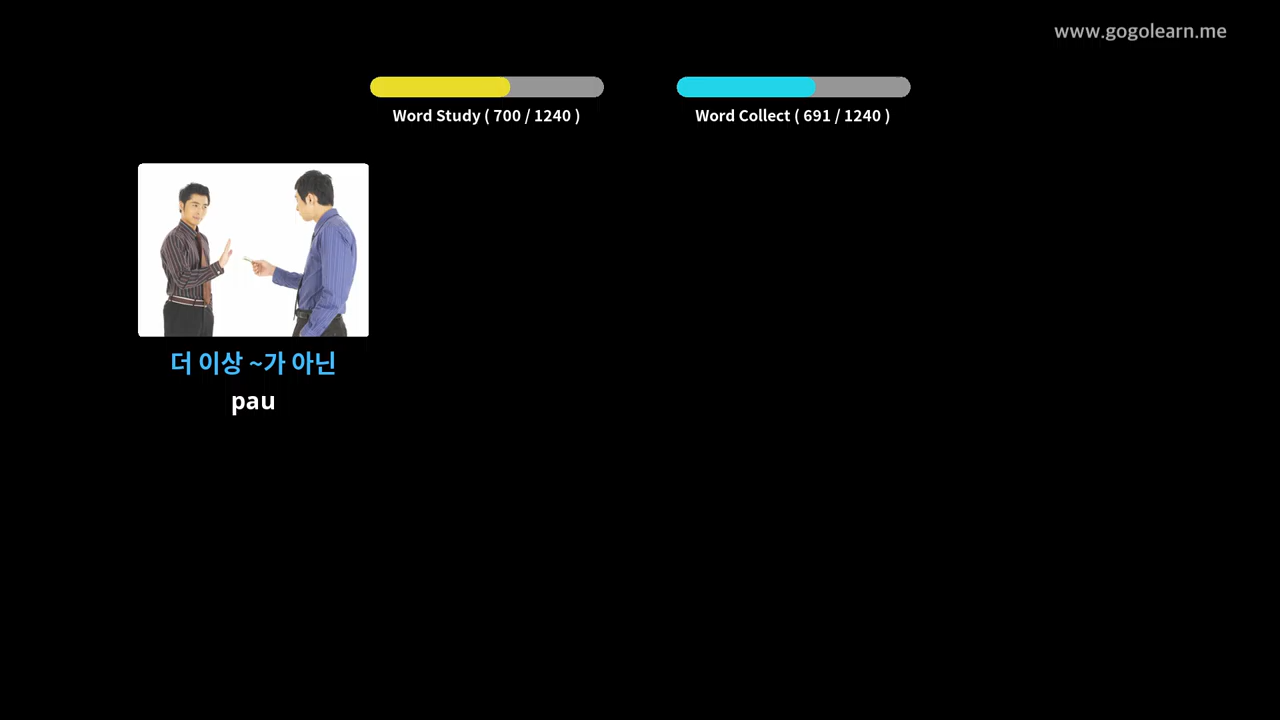 www.gogolearn.me
Word Study ( 700 / 1240 )
Word Collect ( 691 / 1240 )
더 이상 ~가 아닌
pau